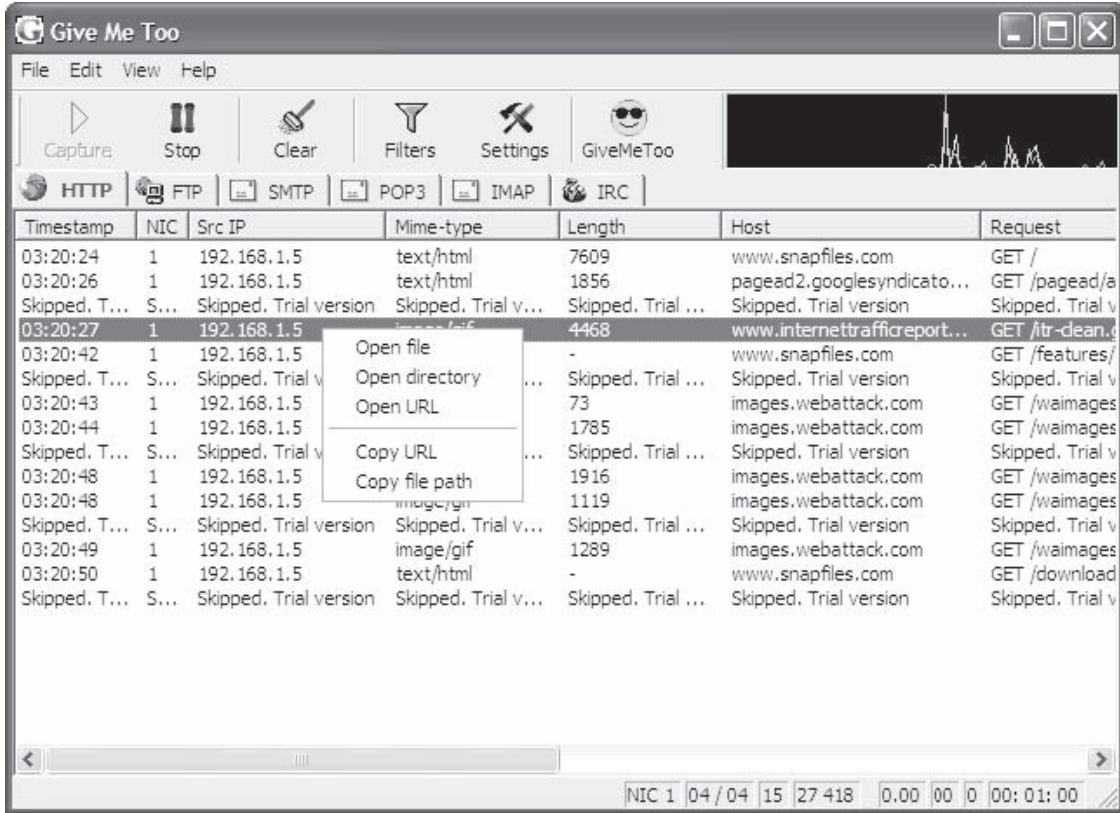 Give Me Too
File Edit View Help
Capture Stop Clear Filters Settings GiveMeToo
HTTP FTP SMTP POP3 IMAP IRC
Timestamp NIC Src IP Mime-type Length Host Request
03:20:24 1 192.168.1.5 text/html 7609 www.snapfiles.com GET /
03:20:26 1 192.168.1.5 text/html 1856 pagead2.googlesyndicato... GET /pagead/a
Skipped. T... S... Skipped. Trial version Skipped. Trial v... Skipped. Trial ... Skipped. Trial version Skipped. Trial v
03:20:27 1 192.168.1.5 image/gif 4468 www.internettrafficreport... GET /itr-clean.g
03:20:42 1 192.168.1.5 - www.snapfiles.com GET /features/
Skipped. T... S... Skipped. Trial v ... Skipped. Trial ... Skipped. Trial version Skipped. Trial v
03:20:43 1 192.168.1.5 73 images.webattack.com GET /waimages
03:20:44 1 192.168.1.5 1785 images.webattack.com GET /waimages
Skipped. T... S... Skipped. Trial v ... Skipped. Trial ... Skipped. Trial version Skipped. Trial v
03:20:48 1 192.168.1.5 1916 images.webattack.com GET /waimages
03:20:48 1 192.168.1.5 image/gif 1119 images.webattack.com GET /waimages
Skipped. T... S... Skipped. Trial version Skipped. Trial v... Skipped. Trial ... Skipped. Trial version Skipped. Trial v
03:20:49 1 192.168.1.5 image/gif 1289 images.webattack.com GET /waimages
03:20:50 1 192.168.1.5 text/html - www.snapfiles.com GET /download
Skipped. T... S... Skipped. Trial version Skipped. Trial v... Skipped. Trial ... Skipped. Trial version Skipped. Trial v
Open file
Open directory
Open URL
Copy URL
Copy file path
NIC 1 04 / 04 15 27 418 0.00 00 0 00: 01: 00